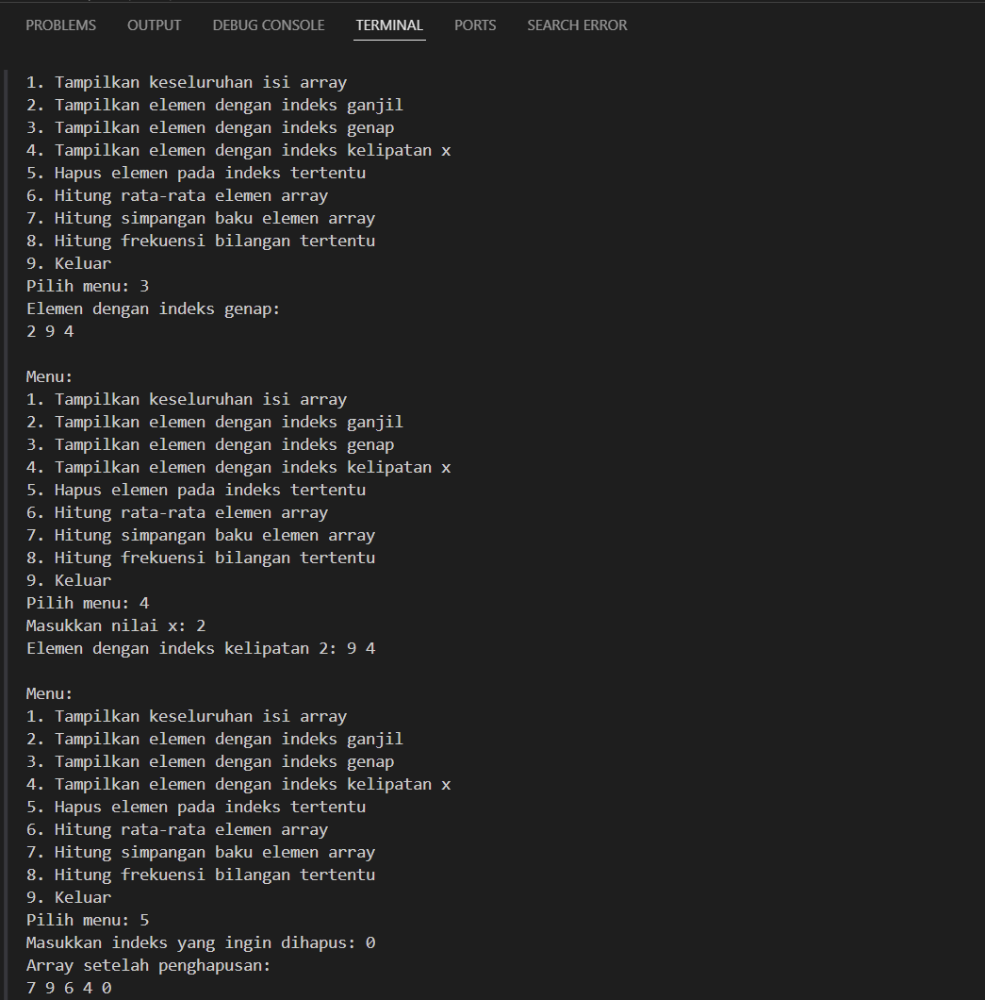 PROBLEMS OUTPUT DEBUG CONSOLE TERMINAL PORTS SEARCH ERROR
1. Tampilkan keseluruhan isi array
2. Tampilkan elemen dengan indeks ganjil
3. Tampilkan elemen dengan indeks genap
4. Tampilkan elemen dengan indeks kelipatan x
5. Hapus elemen pada indeks tertentu
6. Hitung rata-rata elemen array
7. Hitung simpangan baku elemen array
8. Hitung frekuensi bilangan tertentu
9. Keluar
Pilih menu: 3
Elemen dengan indeks genap:
2 9 4
Menu:
1. Tampilkan keseluruhan isi array
2. Tampilkan elemen dengan indeks ganjil
3. Tampilkan elemen dengan indeks genap
4. Tampilkan elemen dengan indeks kelipatan x
5. Hapus elemen pada indeks tertentu
6. Hitung rata-rata elemen array
7. Hitung simpangan baku elemen array
8. Hitung frekuensi bilangan tertentu
9. Keluar
Pilih menu: 4
Masukkan nilai x: 2
Elemen dengan indeks kelipatan 2: 9 4
Menu:
1. Tampilkan keseluruhan isi array
2. Tampilkan elemen dengan indeks ganjil
3. Tampilkan elemen dengan indeks genap
4. Tampilkan elemen dengan indeks kelipatan x
5. Hapus elemen pada indeks tertentu
6. Hitung rata-rata elemen array
7. Hitung simpangan baku elemen array
8. Hitung frekuensi bilangan tertentu
9. Keluar
Pilih menu: 5
Masukkan indeks yang ingin dihapus: 0
Array setelah penghapusan:
7 9 6 4 0